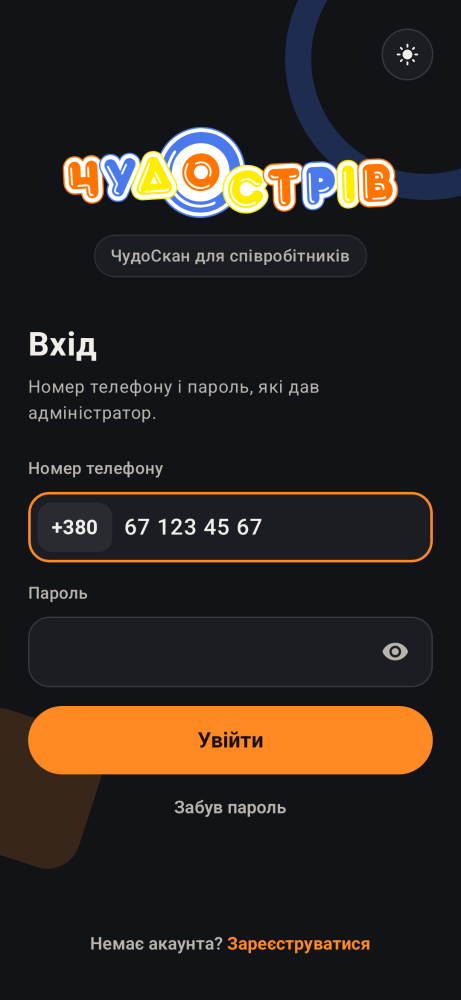 ЧУДОСТРІВ
ЧудоСкан для співробітників
Вхід
Номер телефону і пароль, які дав
адміністратор.
Номер телефону
+380 67 123 45 67
Пароль
Увійти
Забув пароль
Немає акаунта? Зареєструватися